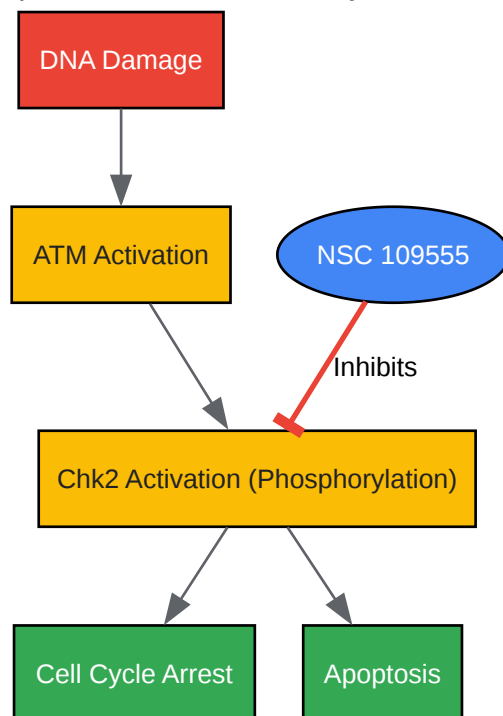 DNA Damage
ATM Activation
NSC 109555
Inhibits
Chk2 Activation (Phosphorylation)
Cell Cycle Arrest
Apoptosis